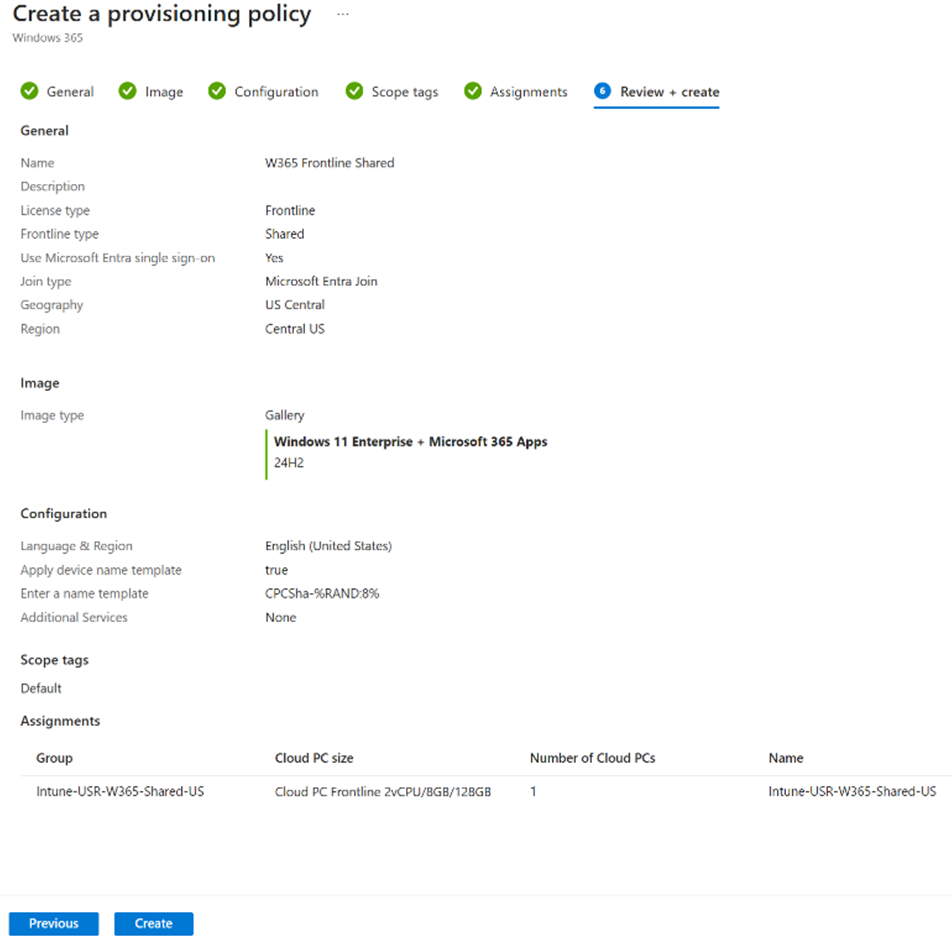 Create a provisioning policy ...
Windows 365
General Image Configuration Scope tags Assignments 6 Review + create
General
Name W365 Frontline Shared
Description
License type Frontline
Frontline type Shared
Use Microsoft Entra single sign-on Yes
Join type Microsoft Entra Join
Geography US Central
Region Central US
Image
Image type Gallery
Windows 11 Enterprise + Microsoft 365 Apps
24H2
Configuration
Language & Region English (United States)
Apply device name template true
Enter a name template CPCSha-%RAND:8%
Additional Services None
Scope tags
Default
Assignments
Group Cloud PC size Number of Cloud PCs Name
Intune-USR-W365-Shared-US Cloud PC Frontline 2vCPU/8GB/128GB 1 Intune-USR-W365-Shared-US
Previous Create